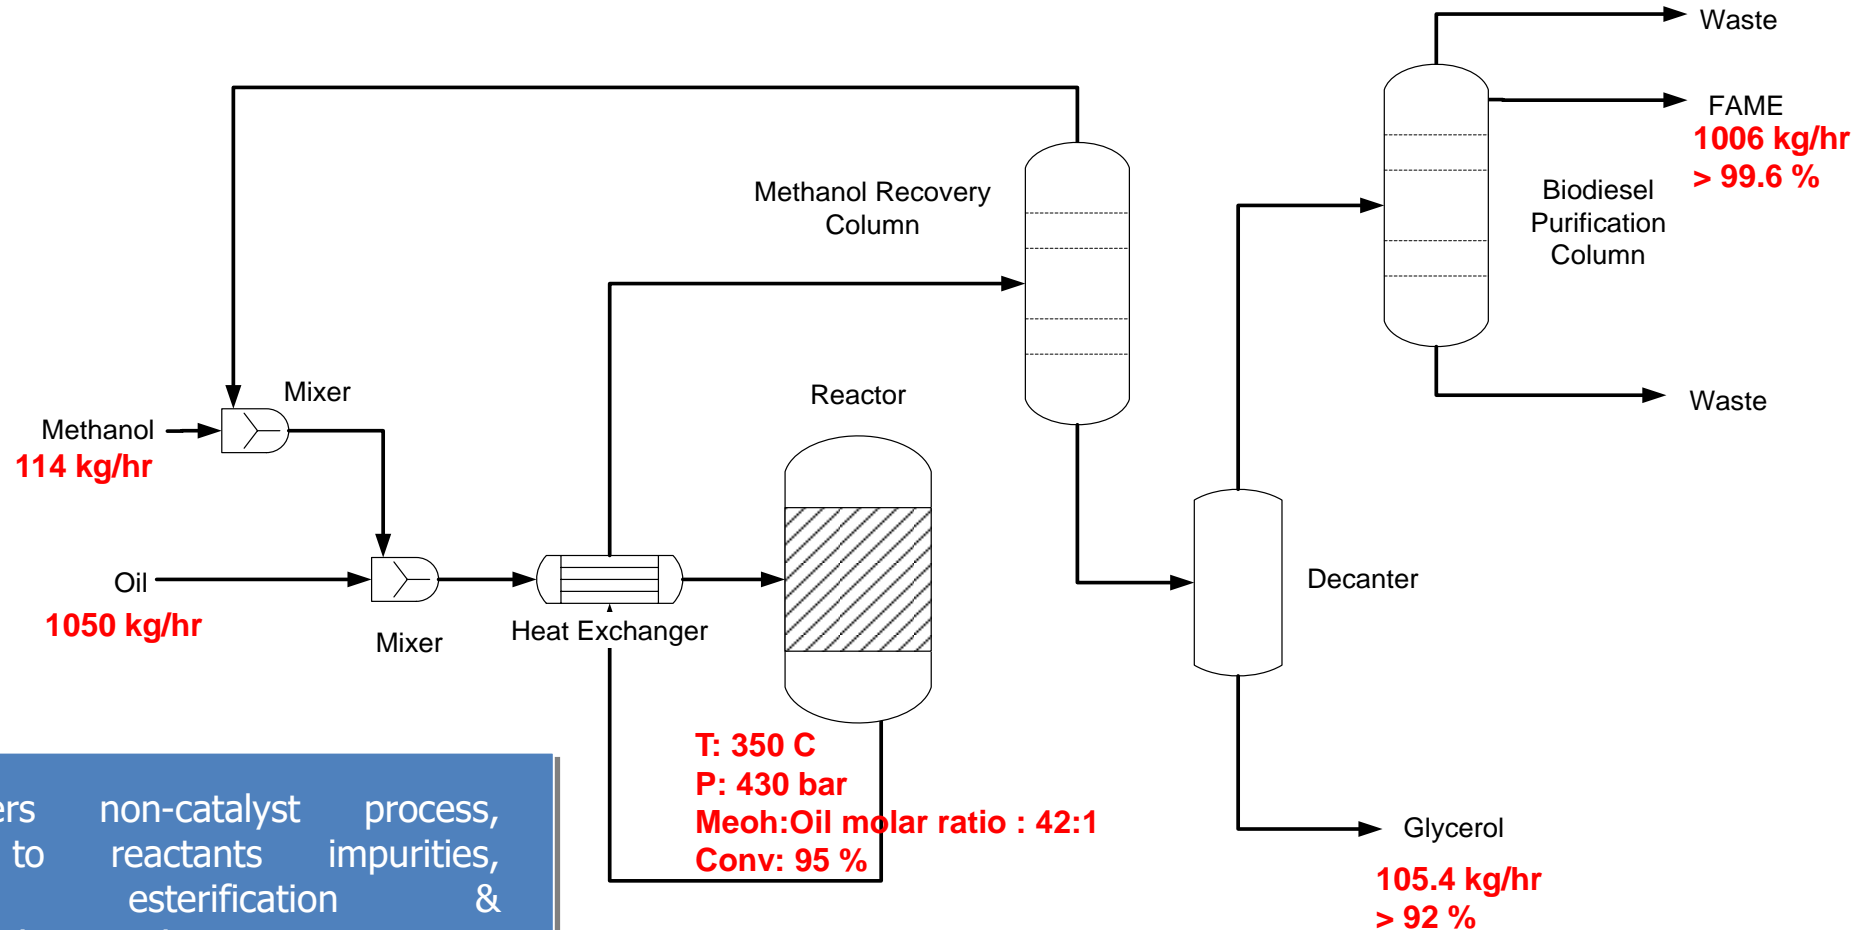 Waste
FAME
1006 kg/hr
> 99.6 %
Methanol Recovery
Column
Biodiesel
Purification
Column
Mixer
Reactor
Waste
Methanol
114 kg/hr
Oil
1050 kg/hr
Mixer
Heat Exchanger
Decanter
T: 350 C
P: 430 bar
Meoh:Oil molar ratio : 42:1
Conv: 95 %
Glycerol
105.4 kg/hr
> 92 %
non-catalyst process,
to reactants impurities,
esterification &